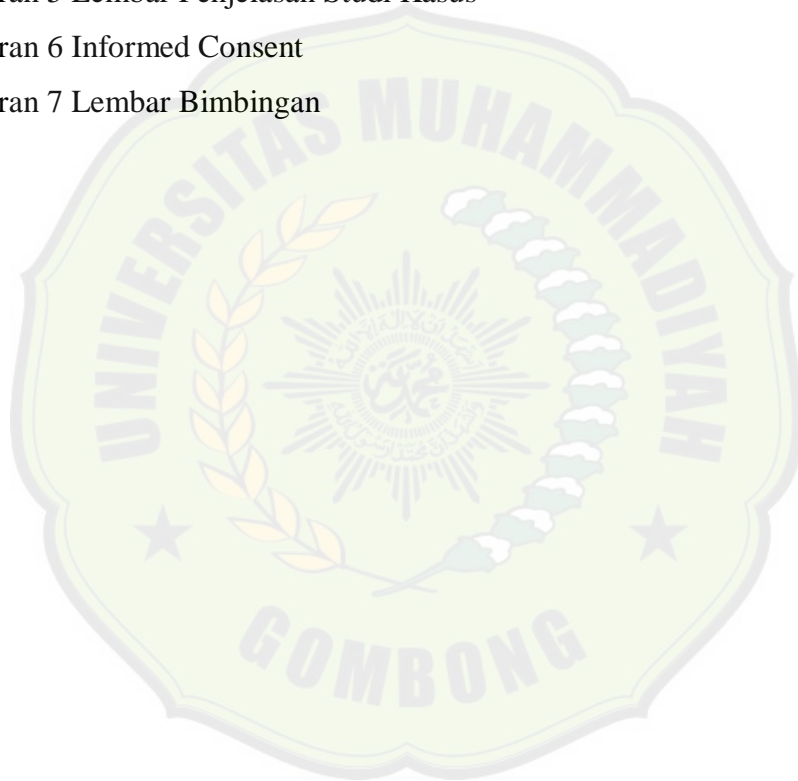 ran 5 Lembar Penjelasan Studi Kasus
ran 6 Informed Consent
ran 7 Lembar Bimbingan
UNIVERSITAS MUHAMMADIYAH
GOMBONG